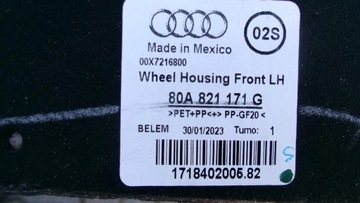 02S
Made in Mexico
00X7216800
Wheel Housing Front LH
80A 821 171 G
>PET+PP<+> PP-GF20<
BELEM 30/01/2023 Turno: 1
1718402005.82